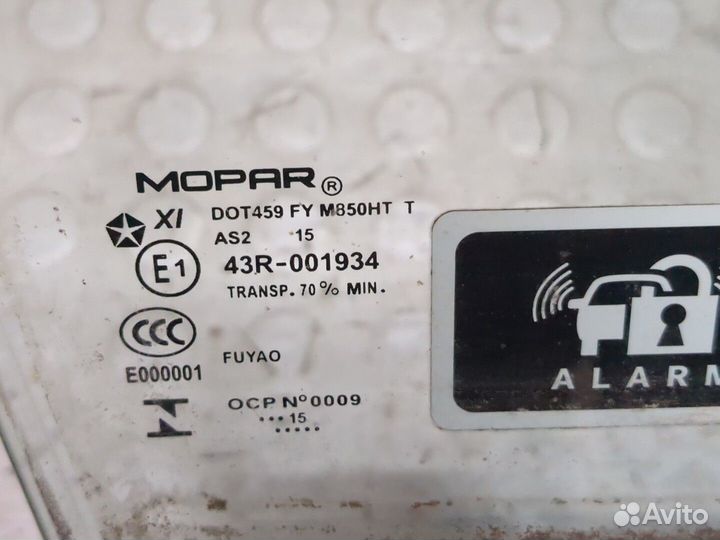 MOPAR®
XI DOT459 FY M850HT T
AS2 15
E1 43R-001934
TRANSP. 70% MIN.
CCC
E000001 FUYAO
OCP Nº0009
•••15
•••••
ALARM
Avito